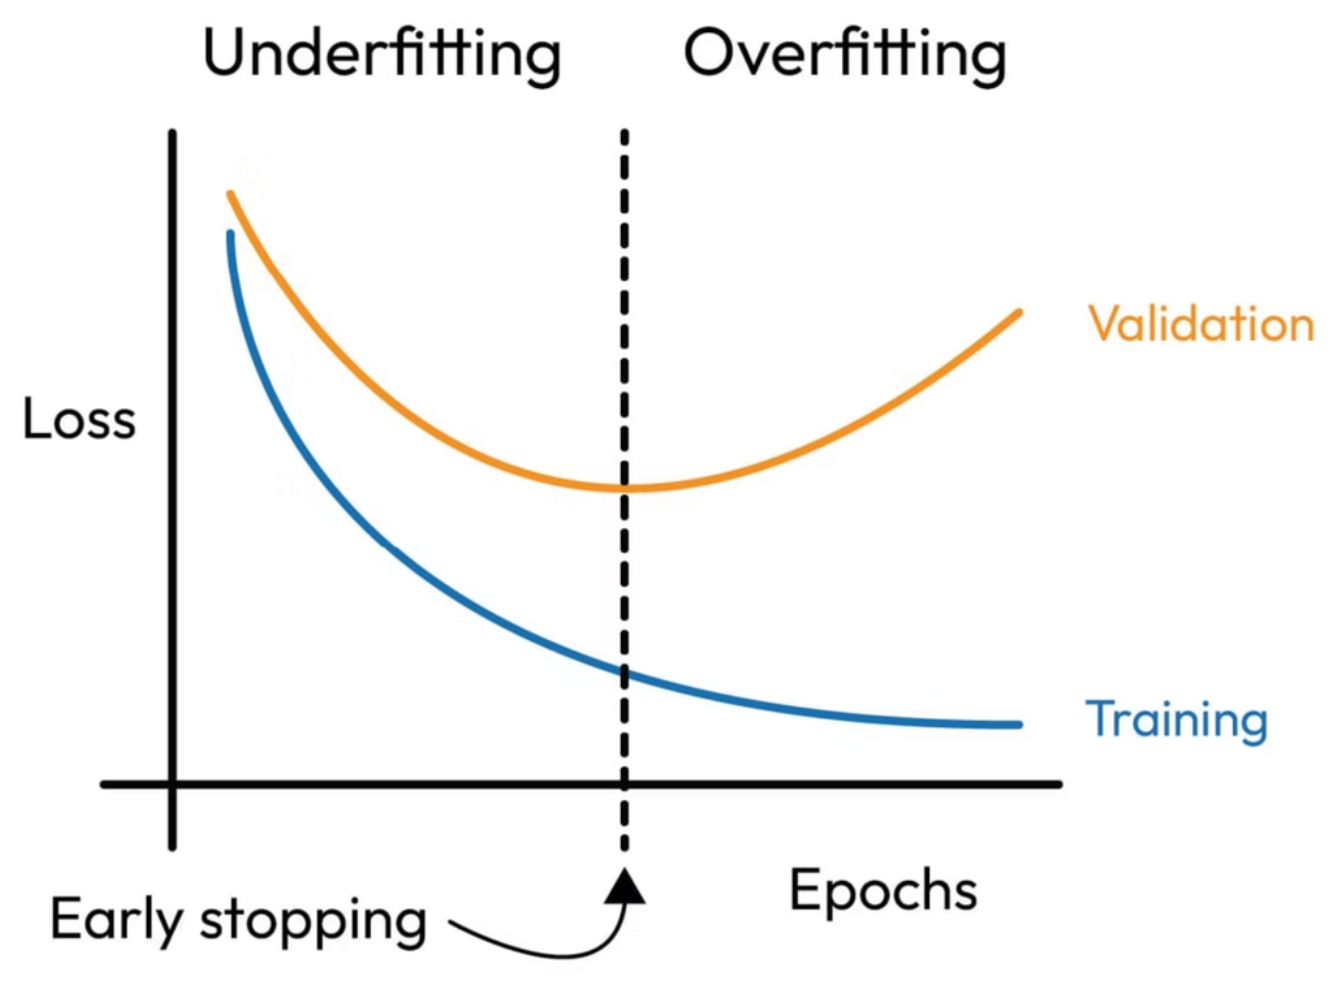 Underfitting
Overfitting
Loss
Validation
Training
Epochs
Early stopping